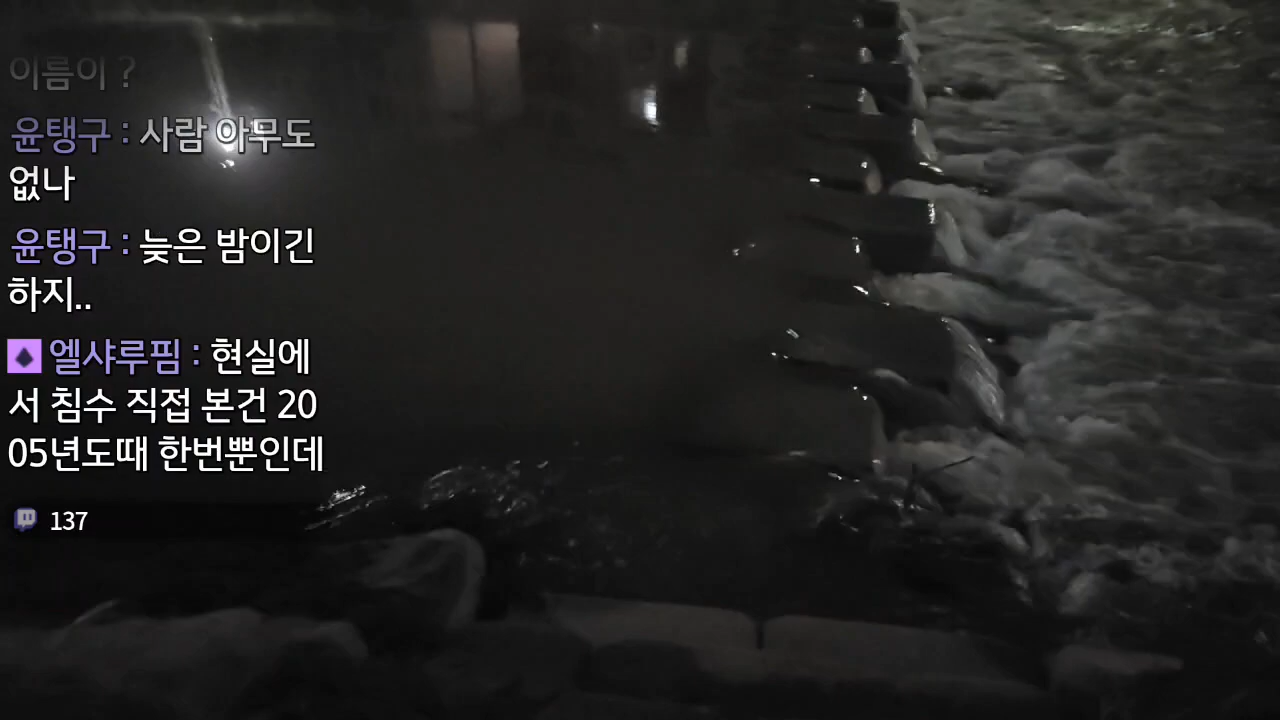 이름이 ?
윤탱구 : 사람 아무도
없나
윤탱구 : 늦은 밤이긴
하지..
엘샤루핌 : 현실에
서 침수 직접 본건 20
05년도때 한번뿐인데
137